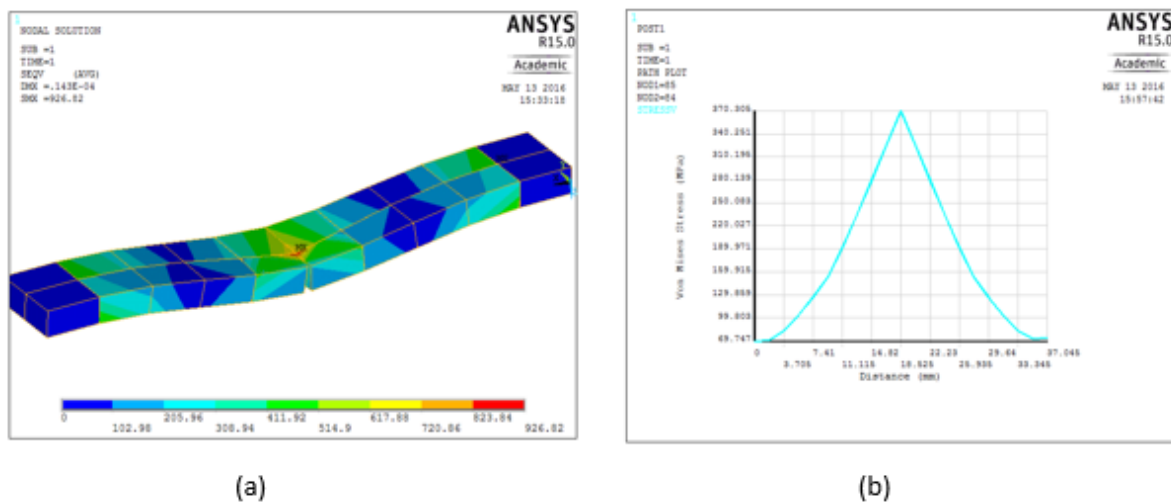 1
NODAL SOLUTION
SUB =1
TIME=1
SEQV (AVG)
DMX =.143E-04
SMX =926.82
ANSYS
R15.0
Academic
MAY 13 2016
15:33:18
MX
0
102.98
205.96
308.94
411.92
514.9
617.88
720.86
823.84
926.82
(a)
1
POST1
SUB =1
TIME=1
PATH PLOT
NOD1=85
NOD2=84
STRESSV
ANSYS
R15.0
Academic
MAY 13 2016
15:57:42
370.305
340.251
310.195
280.139
250.083
220.027
189.971
159.915
129.859
99.803
69.747
Von Mises Stress (MPa)
0
3.705
7.41
11.115
14.82
18.525
22.23
25.935
29.64
33.345
37.045
Distance (mm)
(b)